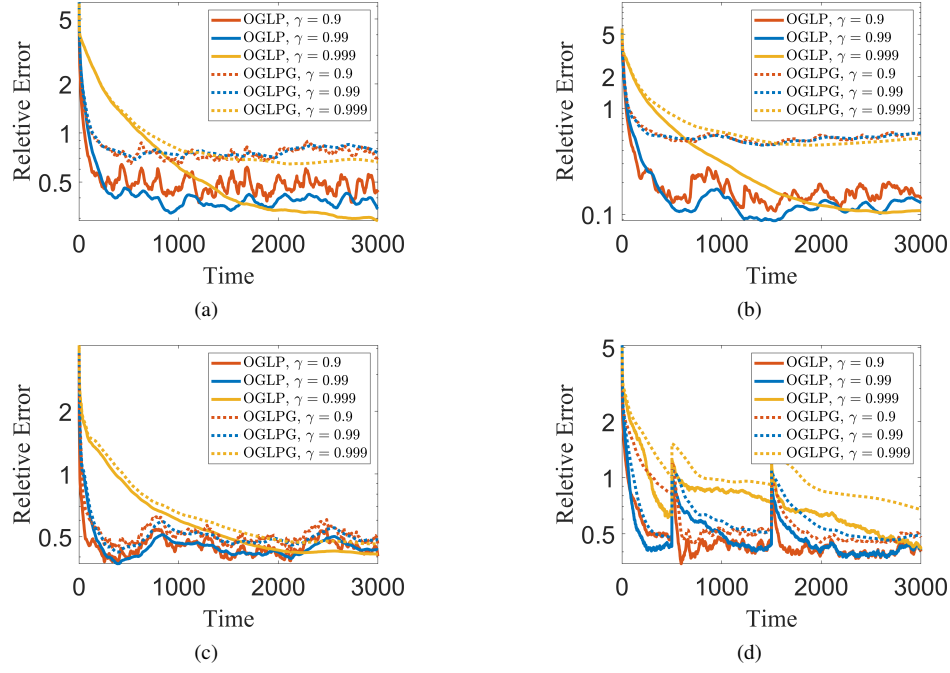 5
2
1
0.5
Reletive Error
0 1000 2000 3000
Time
OGLP, γ = 0.9
OGLP, γ = 0.99
OGLP, γ = 0.999
OGLPG, γ = 0.9
OGLPG, γ = 0.99
OGLPG, γ = 0.999
(a)
5
1
0.1
Reletive Error
0 1000 2000 3000
Time
OGLP, γ = 0.9
OGLP, γ = 0.99
OGLP, γ = 0.999
OGLPG, γ = 0.9
OGLPG, γ = 0.99
OGLPG, γ = 0.999
(b)
2
1
0.5
Reletive Error
0 1000 2000 3000
Time
OGLP, γ = 0.9
OGLP, γ = 0.99
OGLP, γ = 0.999
OGLPG, γ = 0.9
OGLPG, γ = 0.99
OGLPG, γ = 0.999
(c)
5
2
1
0.5
Reletive Error
0 1000 2000 3000
Time
OGLP, γ = 0.9
OGLP, γ = 0.99
OGLP, γ = 0.999
OGLPG, γ = 0.9
OGLPG, γ = 0.99
OGLPG, γ = 0.999
(d)